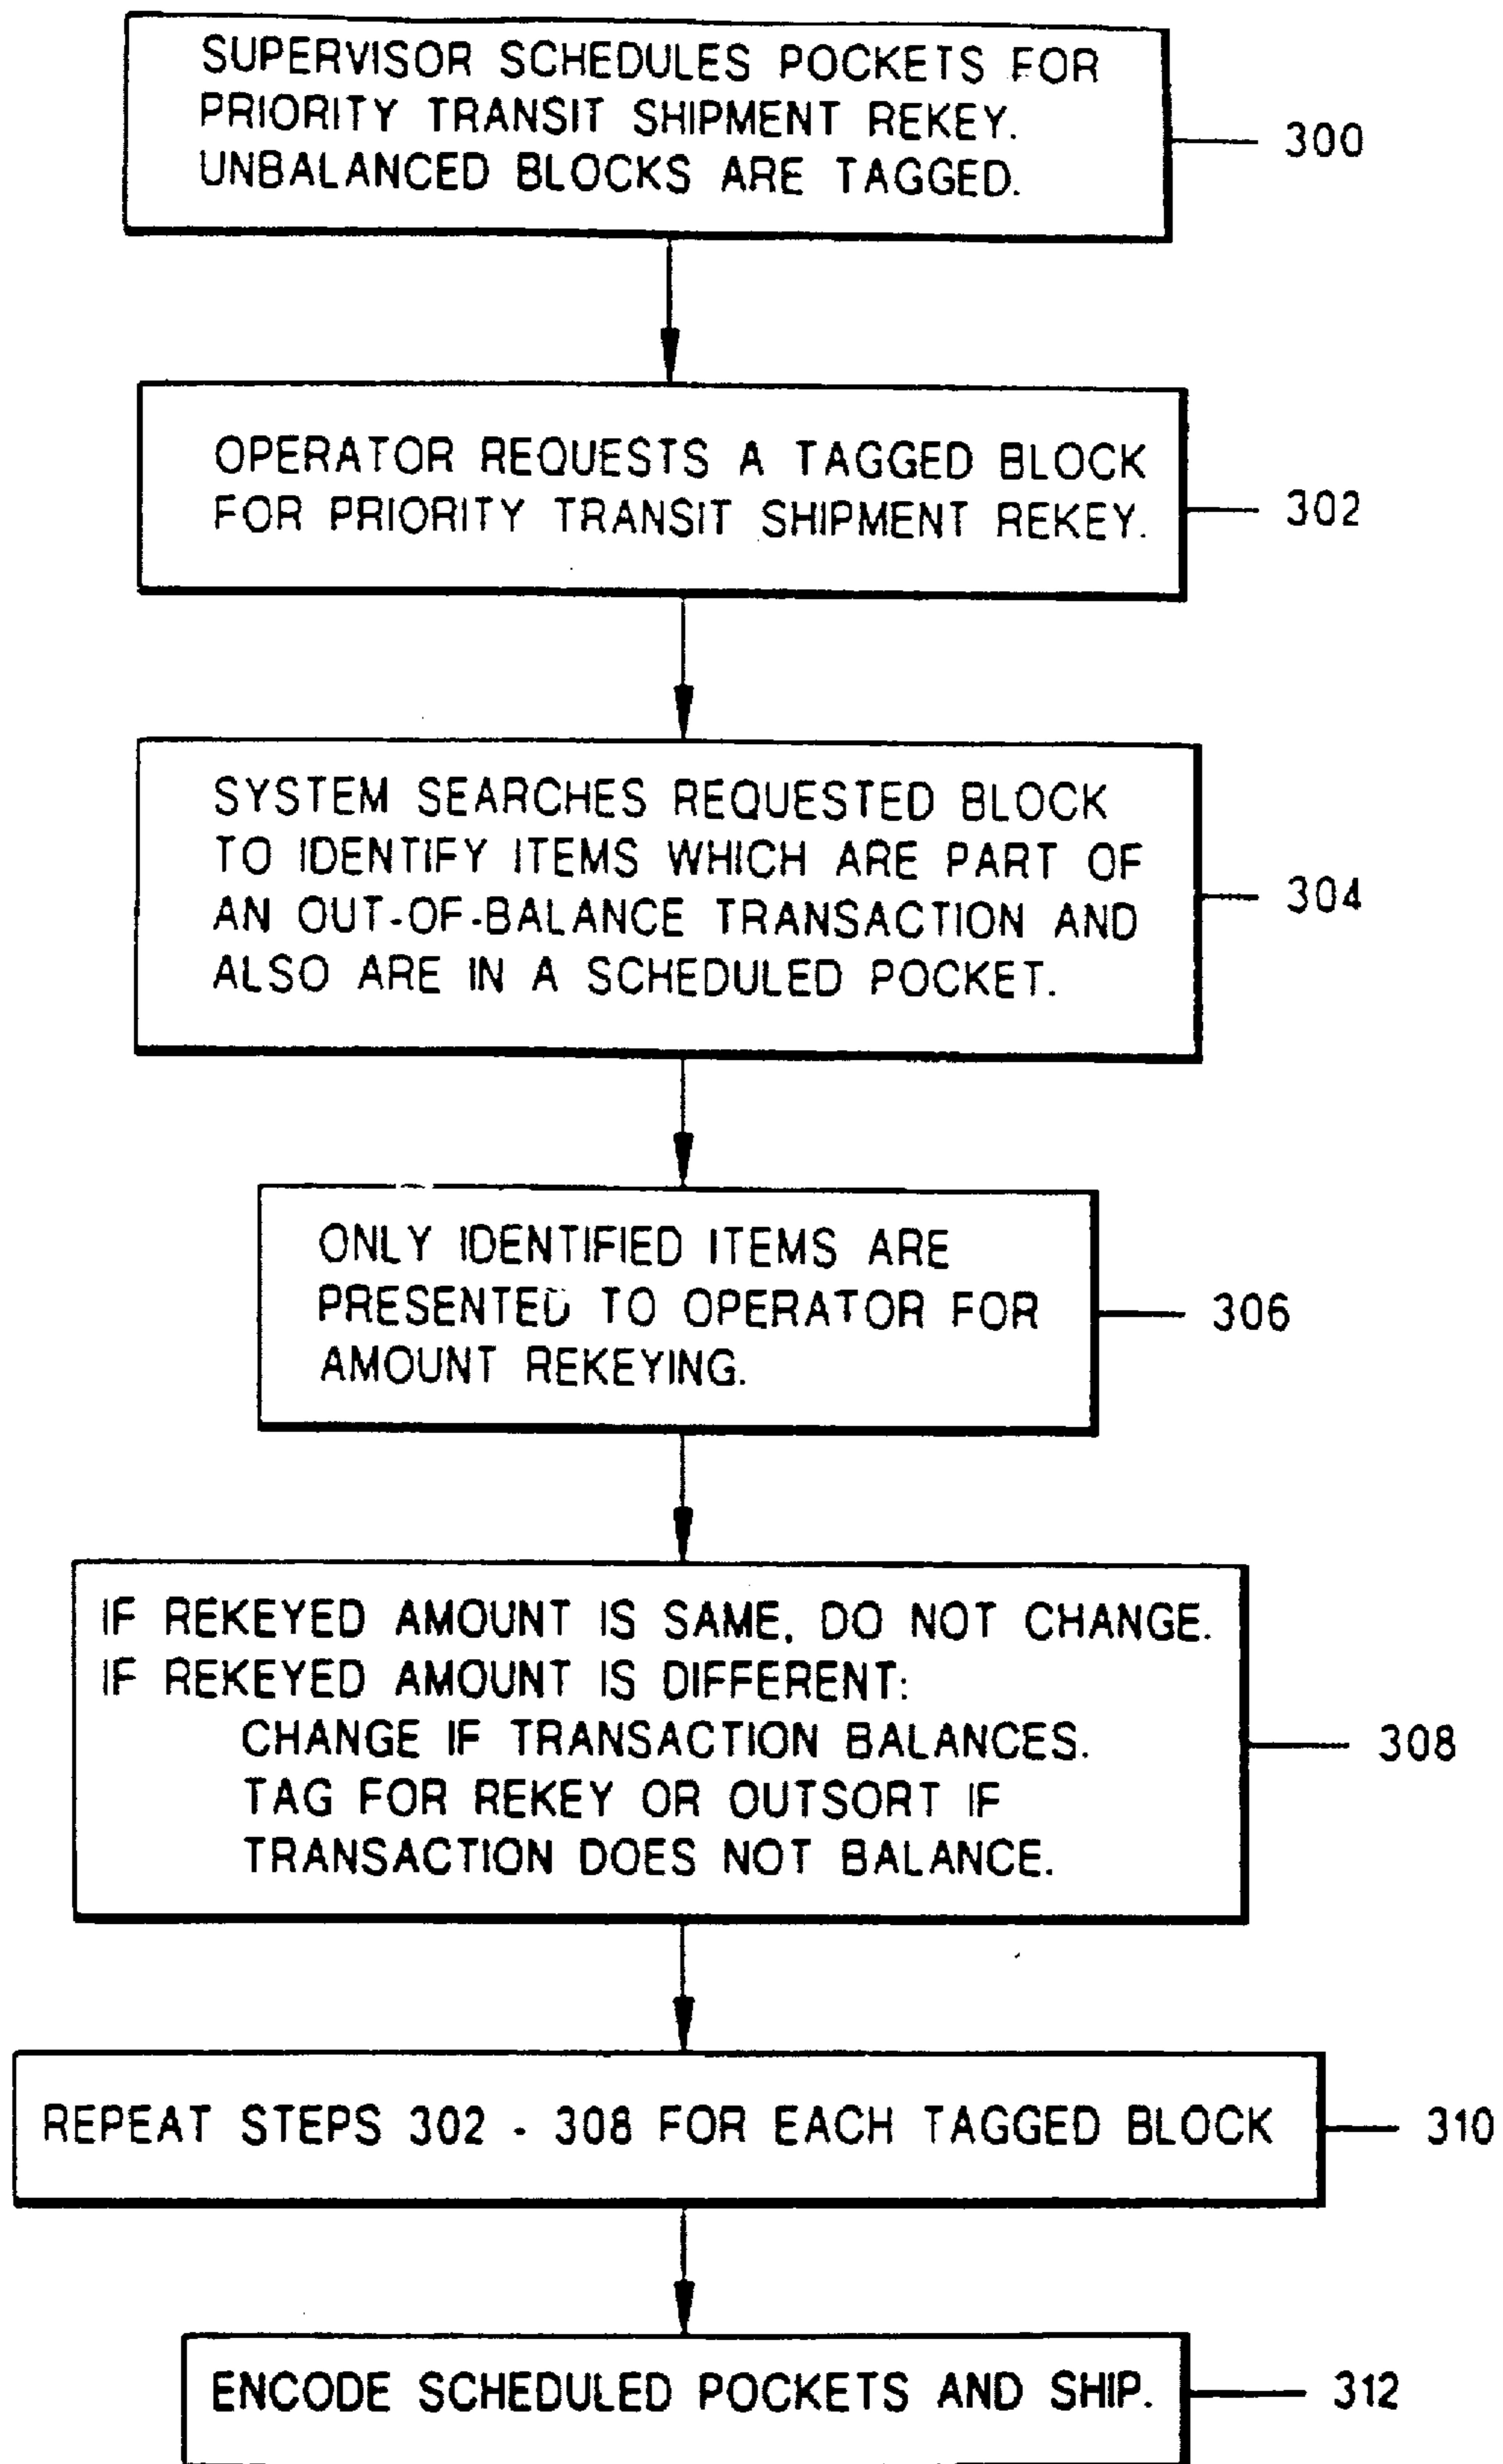 SUPERVISOR SCHEDULES POCKETS FOR
PRIORITY TRANSIT SHIPMENT REKEY.
UNBALANCED BLOCKS ARE TAGGED.
300
OPERATOR REQUESTS A TAGGED BLOCK
FOR PRIORITY TRANSIT SHIPMENT REKEY.
302
SYSTEM SEARCHES REQUESTED BLOCK
TO IDENTIFY ITEMS WHICH ARE PART OF
AN OUT-OF-BALANCE TRANSACTION AND
ALSO ARE IN A SCHEDULED POCKET.
304
ONLY IDENTIFIED ITEMS ARE
PRESENTED TO OPERATOR FOR
AMOUNT REKEYING.
306
IF REKEYED AMOUNT IS SAME, DO NOT CHANGE.
IF REKEYED AMOUNT IS DIFFERENT:
CHANGE IF TRANSACTION BALANCES.
TAG FOR REKEY OR OUTSORT IF
TRANSACTION DOES NOT BALANCE.
308
REPEAT STEPS 302 - 308 FOR EACH TAGGED BLOCK
310
ENCODE SCHEDULED POCKETS AND SHIP.
312